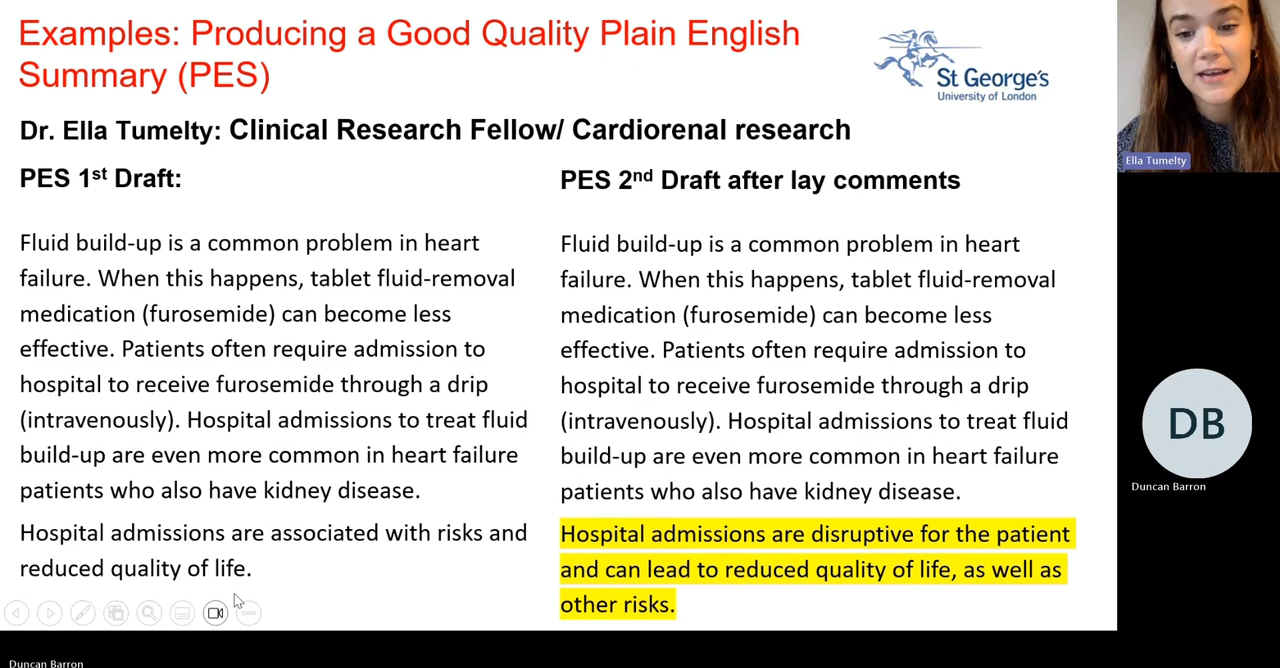 Examples: Producing a Good Quality Plain English
Summary (PES)
St George's
University of London
Dr. Ella Tumelty: Clinical Research Fellow/ Cardiorenal research
PES 1st Draft:
Fluid build-up is a common problem in heart
failure. When this happens, tablet fluid-removal
medication (furosemide) can become less
effective. Patients often require admission to
hospital to receive furosemide through a drip
(intravenously). Hospital admissions to treat fluid
build-up are even more common in heart failure
patients who also have kidney disease.
Hospital admissions are associated with risks and
reduced quality of life.
PES 2nd Draft after lay comments
Fluid build-up is a common problem in heart
failure. When this happens, tablet fluid-removal
medication (furosemide) can become less
effective. Patients often require admission to
hospital to receive furosemide through a drip
(intravenously). Hospital admissions to treat fluid
build-up are even more common in heart failure
patients who also have kidney disease.
Hospital admissions are disruptive for the patient
and can lead to reduced quality of life, as well as
other risks.
Ella Tumelty
DB
Duncan Barron
Duncan Barron